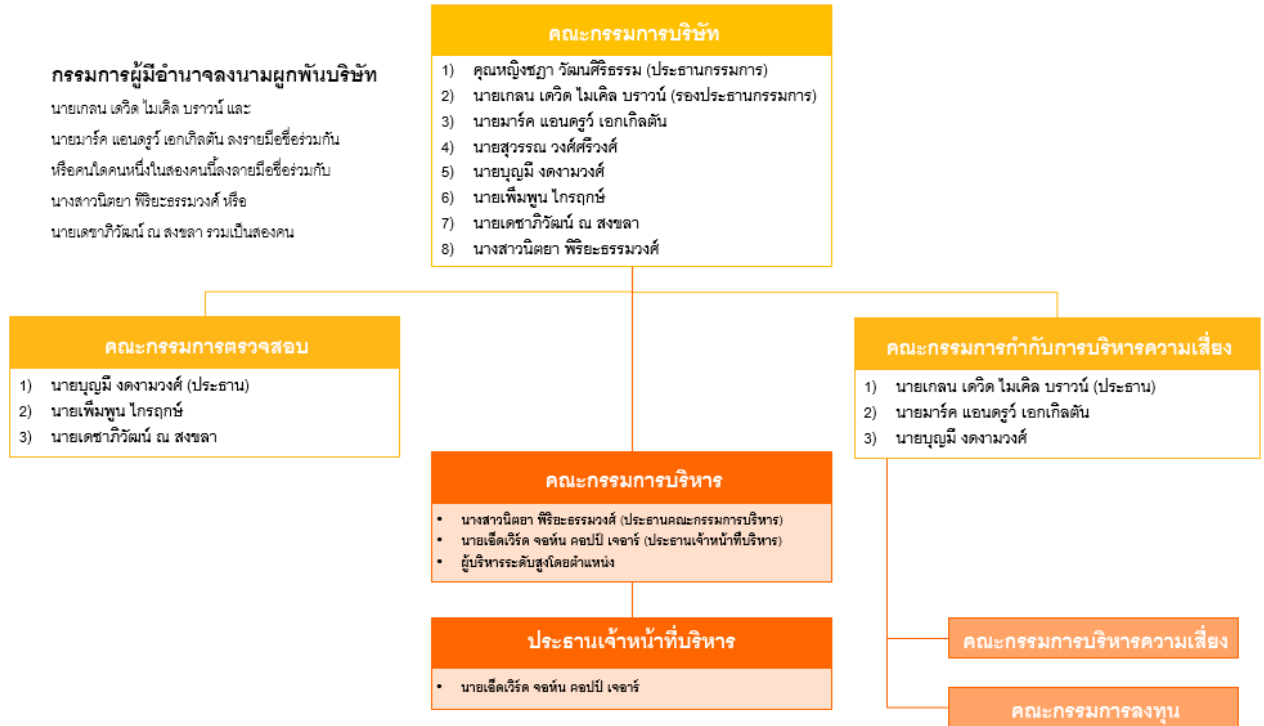 คณะกรรมการบริษัท
1) คุณหญิงชฎา วัฒนศิริธรรม (ประธานกรรมการ)
2) นายเกลน เดวิด ไมเคิล บราวน์ (รองประธานกรรมการ)
3) นายมาร์ค แอนดรูว์ เอกเกิลตัน
4) นายสุวรรณ วงศ์ศรีวงศ์
5) นายบุญมี งดงามวงศ์
6) นายเพิ่มพูน ไกรฤกษ์
7) นายเดชาภิวัฒน์ ณ สงขลา
8) นางสาวนิตยา พิริยะธรรมวงศ์
กรรมการผู้มีอำนาจลงนามผูกพันบริษัท
นายเกลน เดวิด ไมเคิล บราวน์ และ
นายมาร์ค แอนดรูว์ เอกเกิลตัน ลงรายมือชื่อร่วมกัน
หรือคนใดคนหนึ่งในสองคนนี้ลงลายมือชื่อร่วมกับ
นางสาวนิตยา พิริยะธรรมวงศ์ หรือ
นายเดชาภิวัฒน์ ณ สงขลา รวมเป็นสองคน
คณะกรรมการตรวจสอบ
1) นายบุญมี งดงามวงศ์ (ประธาน)
2) นายเพิ่มพูน ไกรฤกษ์
3) นายเดชาภิวัฒน์ ณ สงขลา
คณะกรรมการกำกับการบริหารความเสี่ยง
1) นายเกลน เดวิด ไมเคิล บราวน์ (ประธาน)
2) นายมาร์ค แอนดรูว์ เอกเกิลตัน
3) นายบุญมี งดงามวงศ์
คณะกรรมการบริหาร
• นางสาวนิตยา พิริยะธรรมวงศ์ (ประธานคณะกรรมการบริหาร)
• นายเอ็ดเวิร์ด จอห์น คอปป์ เจอาร์ (ประธานเจ้าหน้าที่บริหาร)
• ผู้บริหารระดับสูงโดยตำแหน่ง
ประธานเจ้าหน้าที่บริหาร
• นายเอ็ดเวิร์ด จอห์น คอปป์ เจอาร์
คณะกรรมการบริหารความเสี่ยง
คณะกรรมการลงทุน